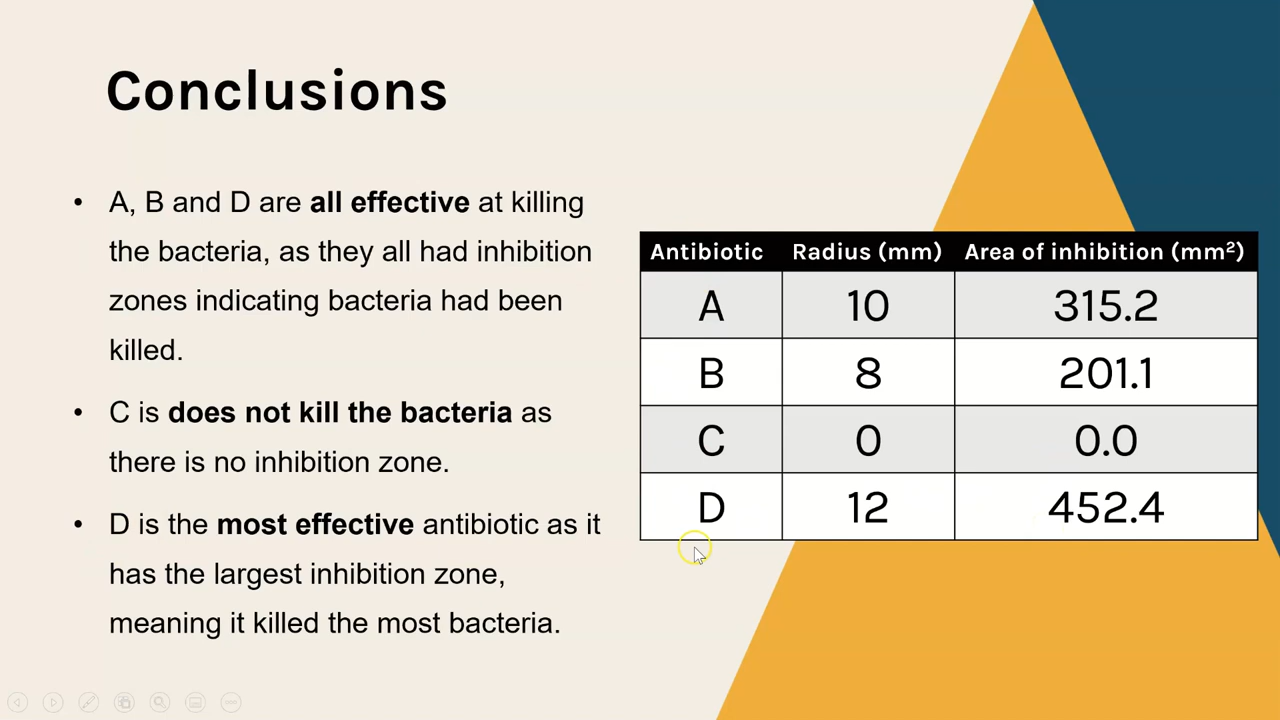 Conclusions
• A, B and D are all effective at killing
the bacteria, as they all had inhibition
zones indicating bacteria had been
killed.
• C is does not kill the bacteria as
there is no inhibition zone.
• D is the most effective antibiotic as it
has the largest inhibition zone,
meaning it killed the most bacteria.
Antibiotic Radius (mm) Area of inhibition (mm²)
A 10 315.2
B 8 201.1
C 0 0.0
D 12 452.4